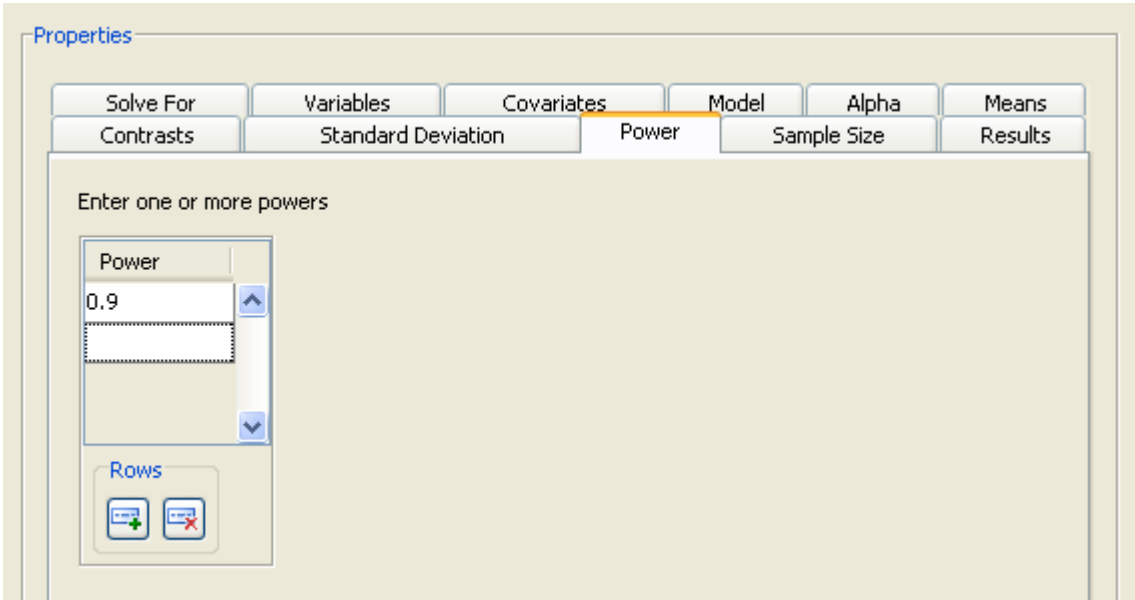 Properties
Solve For Variables Covariates Model Alpha Means
Contrasts Standard Deviation Power Sample Size Results
Enter one or more powers
Power
0.9
Rows